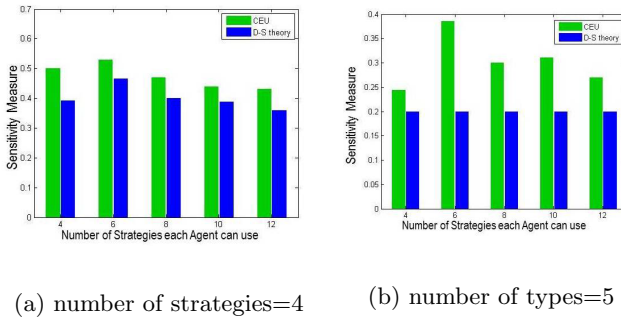 0.7
0.6
0.5
0.4
0.3
0.2
0.1
0
Sensitivity Measure
CEU
D-S theory
4 6 8 10 12
Number of Strategies each Agent can use
(a) number of strategies=4
0.4
0.35
0.3
0.25
0.2
0.15
0.1
0.05
0
Sensitivity Measure
CEU
D-S theory
4 6 8 10 12
Number of Strategies each Agent can use
(b) number of types=5